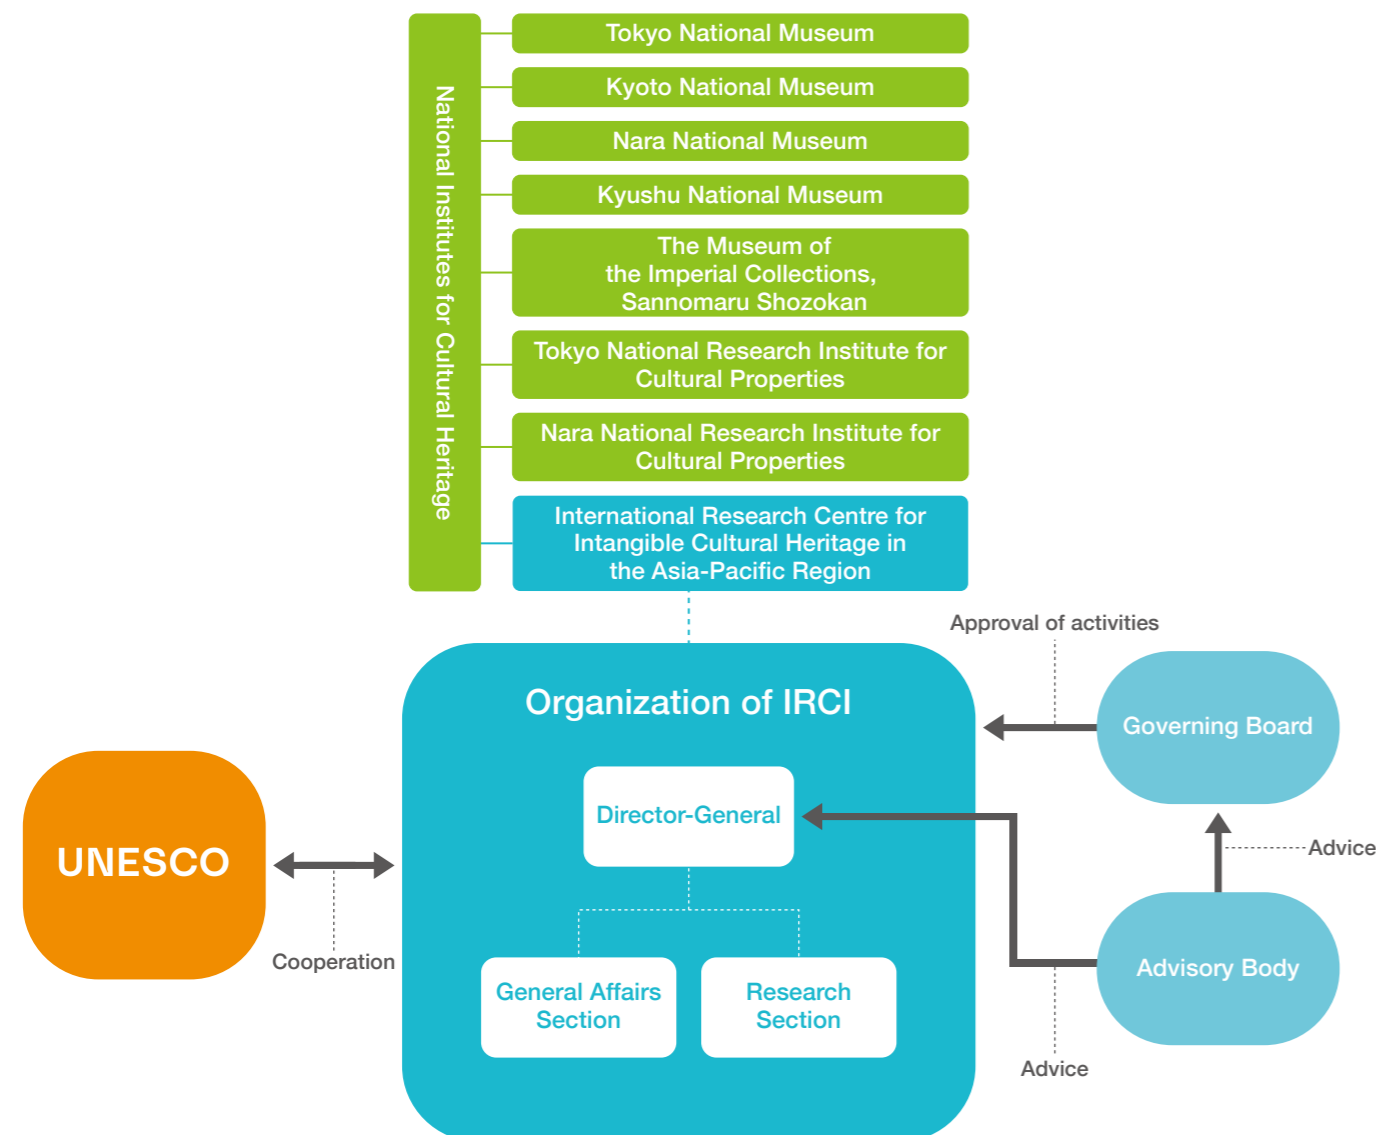 National Institutes for Cultural Heritage
Tokyo National Museum
Kyoto National Museum
Nara National Museum
Kyushu National Museum
The Museum of
the Imperial Collections,
Sannomaru Shozokan
Tokyo National Research Institute for
Cultural Properties
Nara National Research Institute for
Cultural Properties
International Research Centre for
Intangible Cultural Heritage in
the Asia-Pacific Region
Approval of activities
Organization of IRCI
Governing Board
Director-General
UNESCO
Advice
Cooperation
Advisory Body
General Affairs
Section
Research
Section
Advice